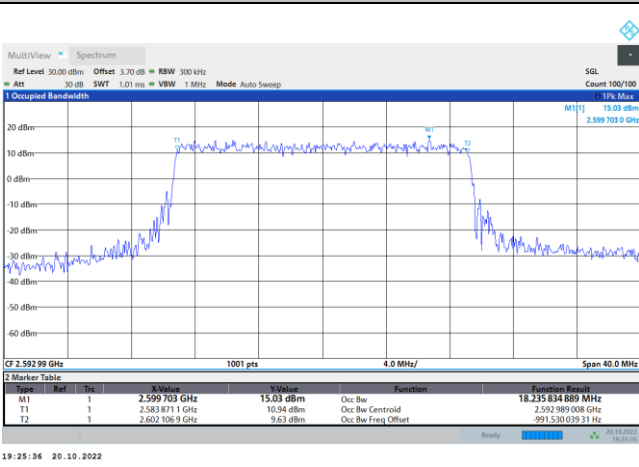 MultiView Spectrum
Ref Level 30.00 dBm Offset 3.70 dB RBW 300 kHz SGL
Att 30 dB SWT 1.01 ms VBW 1 MHz Mode Auto Sweep Count 100/100
1 Occupied Bandwidth 1Pk Max
M1[1] 15.03 dBm
2.599 703 0 GHz
20 dBm
M1
T1
T2
10 dBm
0 dBm
-10 dBm
-20 dBm
-30 dBm
-40 dBm
-50 dBm
-60 dBm
CF 2.592 99 GHz 1001 pts 4.0 MHz/ Span 40.0 MHz
2 Marker Table
Type Ref Trc X-Value Y-Value Function Function Result
M1 1 2.599 703 GHz 15.03 dBm Occ Bw 18.235 834 889 MHz
T1 1 2.583 871 1 GHz 10.94 dBm Occ Bw Centroid 2.592 989 008 GHz
T2 1 2.602 106 9 GHz 9.63 dBm Occ Bw Freq Offset -991.530 039 31 Hz
Ready 20.10.2022
19:25:35
19:25:36 20.10.2022